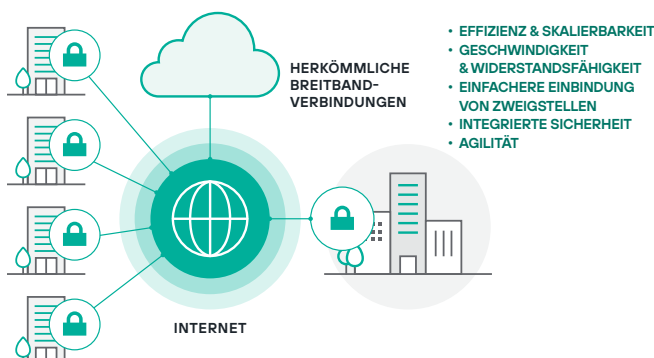 HERKÖMMLICHE
BREITBAND-
VERBINDUNGEN
• EFFIZIENZ & SKALIERBARKEIT
• GESCHWINDIGKEIT
& WIDERSTANDSFÄHIGKEIT
• EINFACHERE EINBINDUNG
VON ZWEIGSTELLEN
• INTEGRIERTE SICHERHEIT
• AGILITÄT
INTERNET